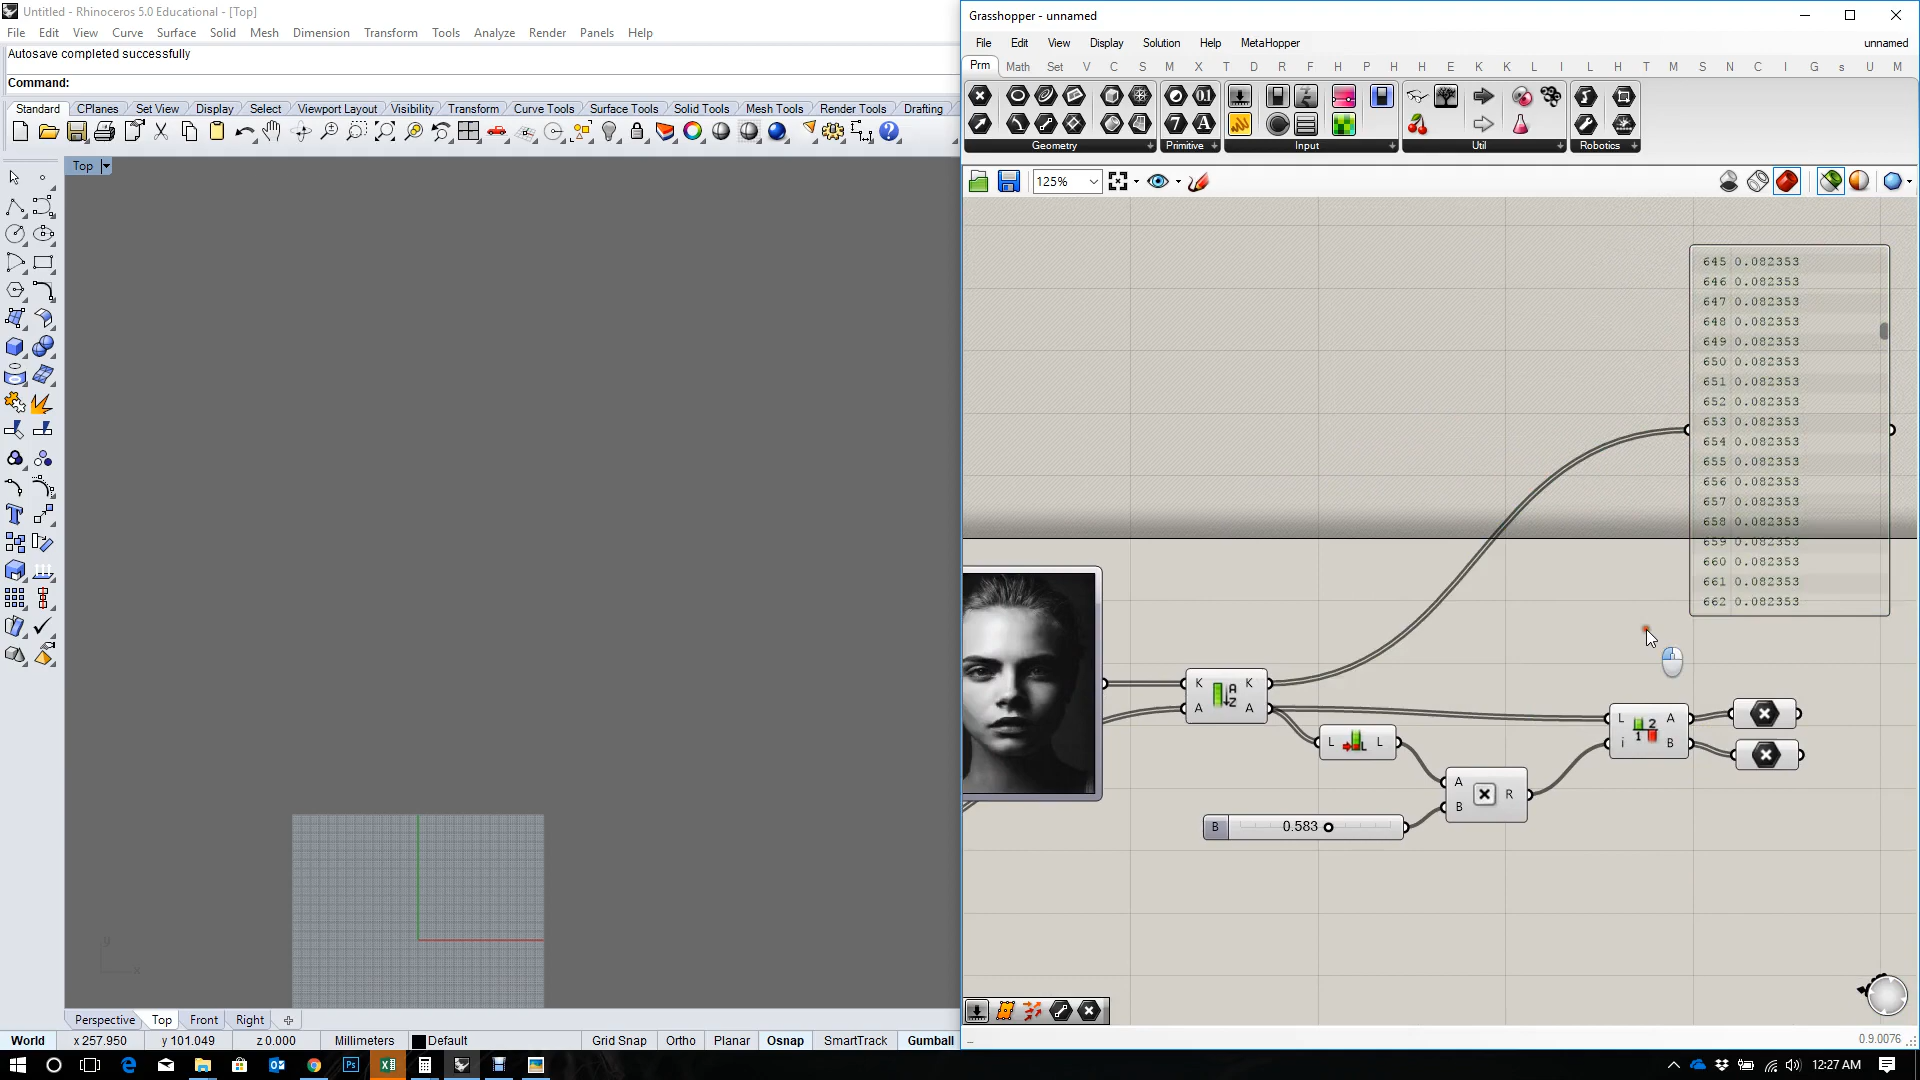 Untitled - Rhinoceros 5.0 Educational - [Top]
File Edit View Curve Surface Solid Mesh Dimension Transform Tools Analyze Render Panels Help
Autosave completed successfully
Command:
Standard CPlanes Set View Display Select Viewport Layout Visibility Transform Curve Tools Surface Tools Solid Tools Mesh Tools Render Tools Drafting
Top
y
x
Perspective Top Front Right
World x 257.950 y 101.049 z 0.000 Millimeters Default Grid Snap Ortho Planar Osnap SmartTrack Gumball
Grasshopper - unnamed
File Edit View Display Solution Help MetaHopper unnamed
Prm Math Set V C S M X T D R F H P H H E K K L I L H T M S N C I G s U M
Geometry Primitive Input Util Robotics
125%
645 0.082353
646 0.082353
647 0.082353
648 0.082353
649 0.082353
650 0.082353
651 0.082353
652 0.082353
653 0.082353
654 0.082353
655 0.082353
656 0.082353
657 0.082353
658 0.082353
659 0.082353
660 0.082353
661 0.082353
662 0.082353
K A Z K
A A
L L L
A
B R
B 0.583
L 2 A
i 1 B
0.9.0076
12:27 AM